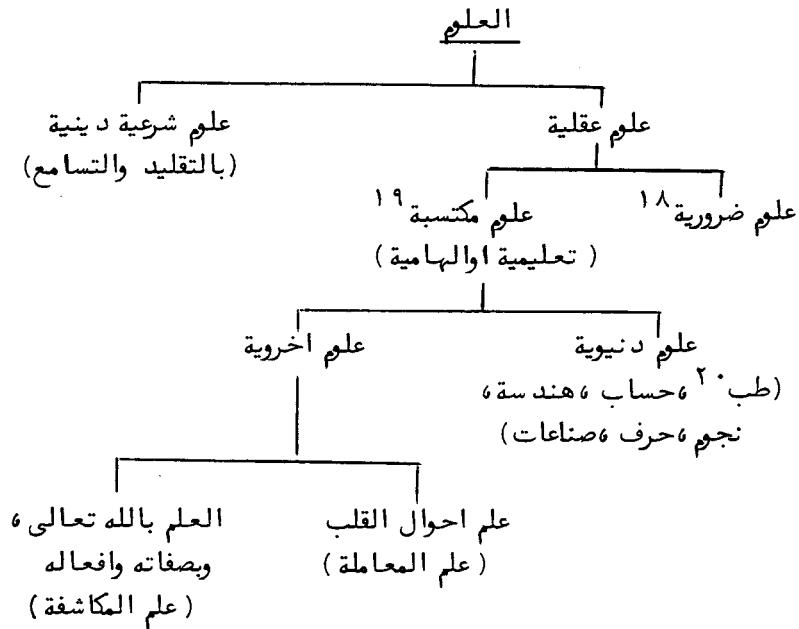 العلوم
علوم عقلية
علوم شرعية دينية
(بالتقليد والتسامع)
علوم ضرورية ١٨
علوم مكتسبة ١٩
(تعليمية اوالهامية)
علوم دنيوية
(طب ٢٠، حساب، هندسة،
نجوم، حرف، صناعات)
علوم اخروية
علم احوال القلب
(علم المعاملة)
العلم بالله تعالى،
وبصفاته وافعاله
(علم المكاشفة)